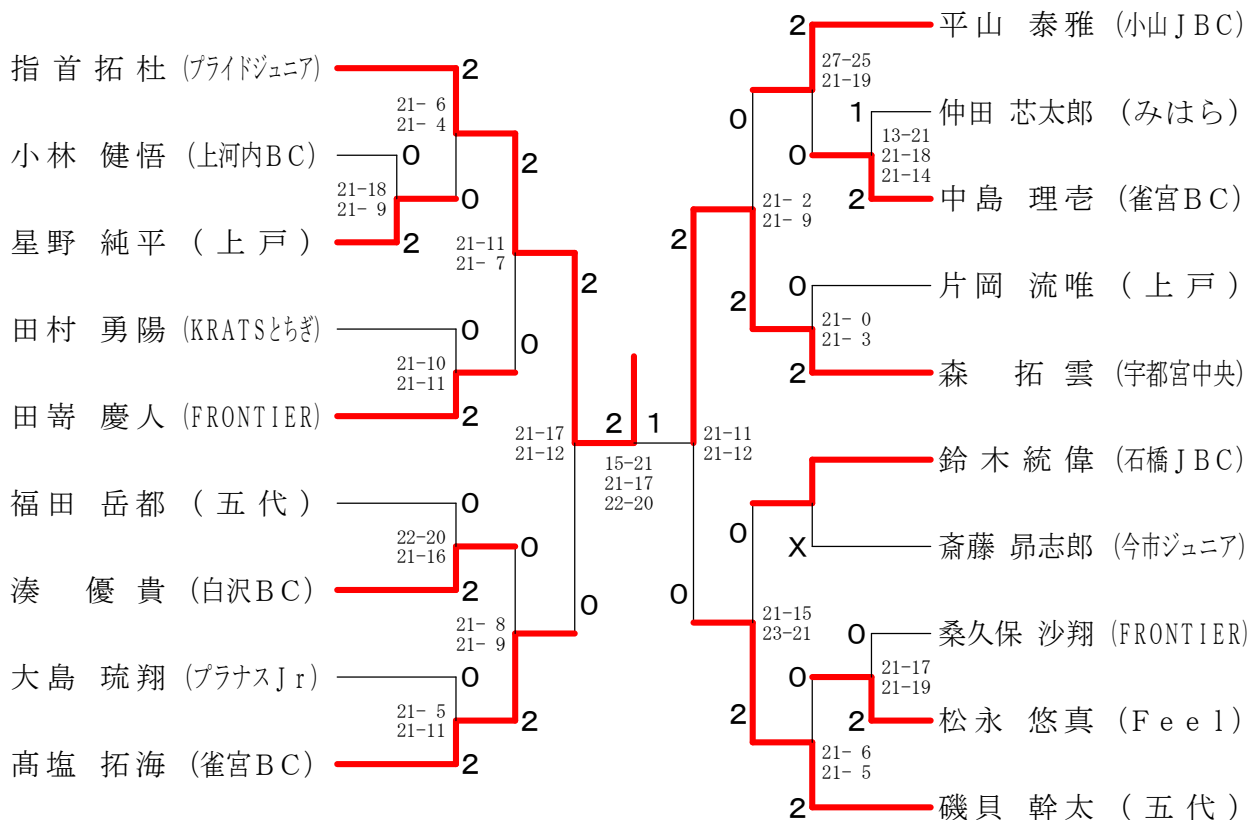 指首拓杜 (プライドジュニア) 2
21- 6
21- 4
小林 健悟 (上河内BC) 0
21-18
21- 9
0
星野 純平 (上戸) 2
2
21-11
21- 7
田村 勇陽 (KRATSとちぎ) 0
21-10
21-11
0
田嵜 慶人 (FRONTIER) 2
2
21-17
21-12
福田 岳都 (五代) 0
22-20
21-16
0
湊 優貴 (白沢BC) 2
21- 8
21- 9
0
大島 琉翔 (プラナスJr) 0
21- 5
21-11
2
髙塩 拓海 (雀宮BC) 2
2 1
15-21
21-17
22-20
2 平山 泰雅 (小山JBC)
27-25
21-19
0
1 仲田 芯太郎 (みはら)
13-21
21-18
21-14
0
2 中島 理壱 (雀宮BC)
21- 2
21- 9
2
0 片岡 流唯 (上戸)
21- 0
21- 3
2
2 森 拓雲 (宇都宮中央)
21-11
21-12
鈴木統偉 (石橋JBC)
0
X 斎藤 昂志郎 (今市ジュニア)
0
21-15
23-21
0 桑久保 沙翔 (FRONTIER)
21-17
21-19
0
2 松永 悠真 (Feel)
2
21- 6
21- 5
2 磯貝 幹太 (五代)